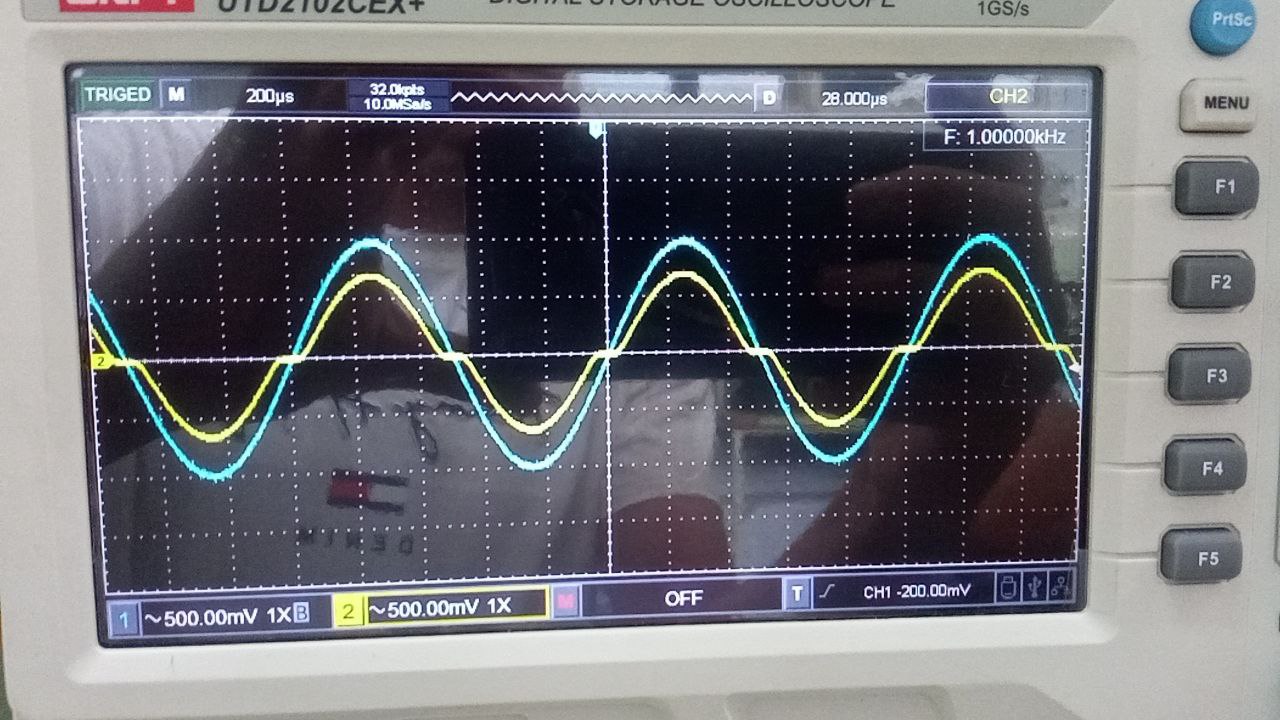 UTD2102CEX+ DIGITAL STORAGE OSCILLOSCOPE 1GS/s
PrtSc
TRIGED M 200µs 32.0kpts
10.0MSa/s
D 28.000µs CH2
MENU
F: 1.00000kHz
F1
F2
2
F3
F4
F5
1 ~500.00mV 1X B 2 ~500.00mV 1X M OFF T CH1 -200.00mV